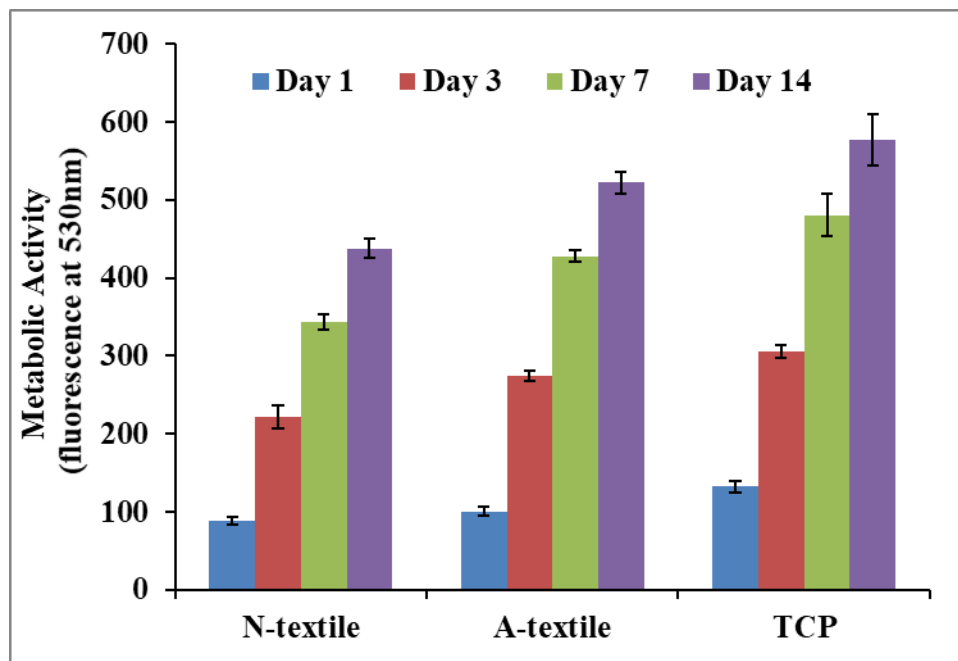 700
600
500
400
300
200
100
0
Metabolic Activity
(fluorescence at 530nm)
Day 1 Day 3 Day 7 Day 14
N-textile A-textile TCP